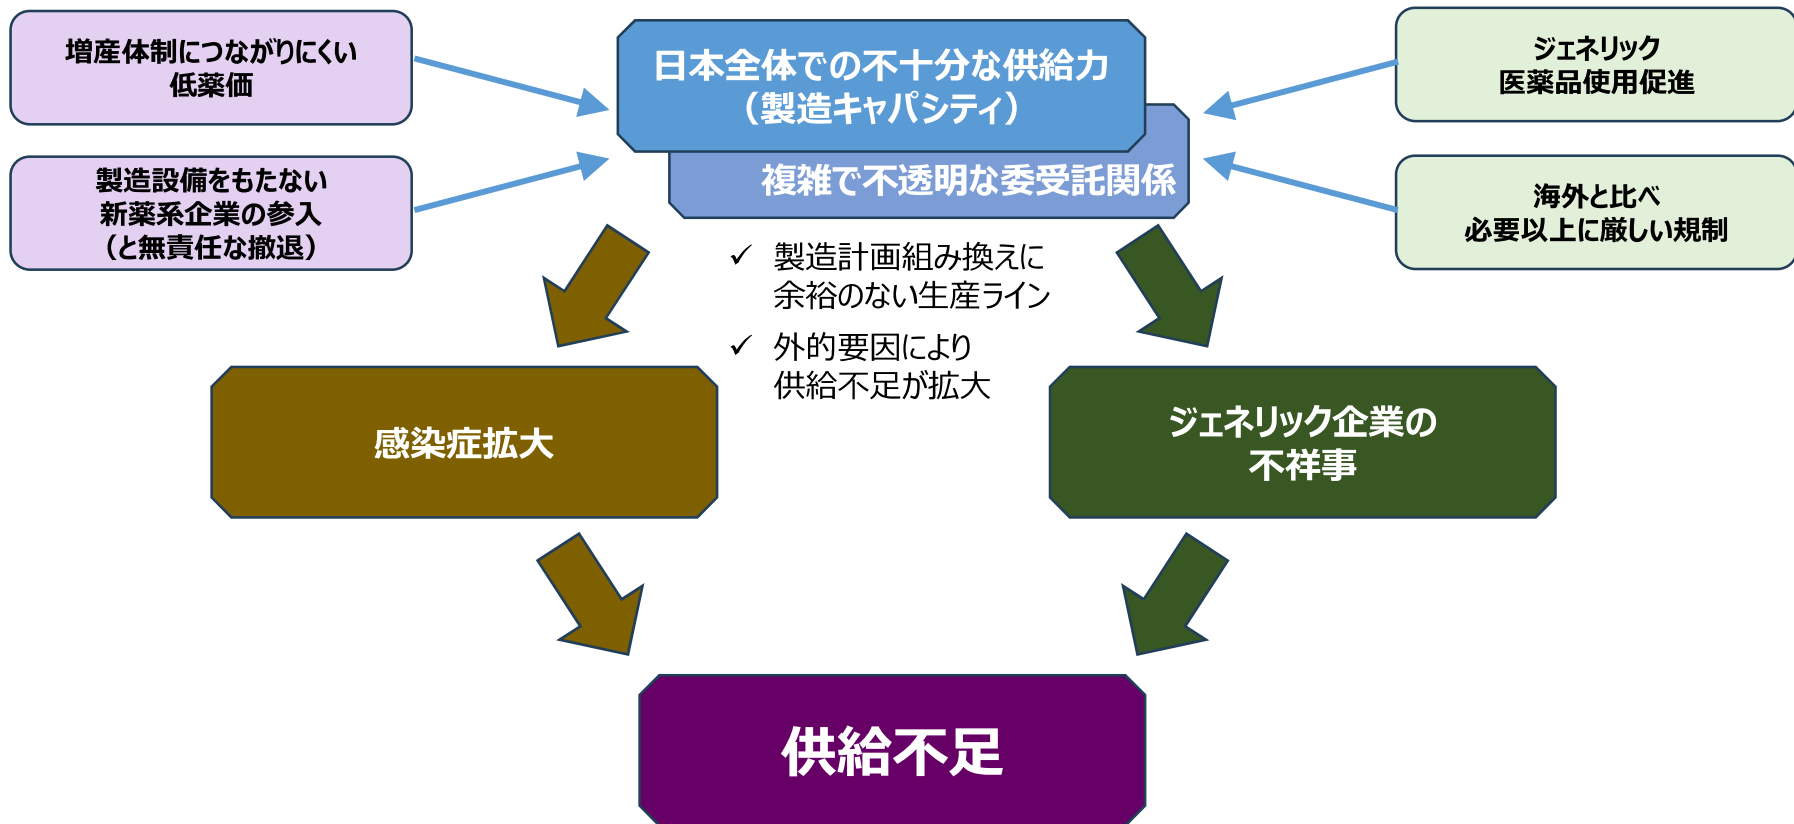 増産体制につながりにくい
低薬価
製造設備をもたない
新薬系企業の参入
（と無責任な撤退）
日本全体での不十分な供給力
（製造キャパシティ）
複雑で不透明な委受託関係
ジェネリック
医薬品使用促進
海外と比べ
必要以上に厳しい規制
✓ 製造計画組み換えに
余裕のない生産ライン
✓ 外的要因により
供給不足が拡大
感染症拡大
ジェネリック企業の
不祥事
供給不足